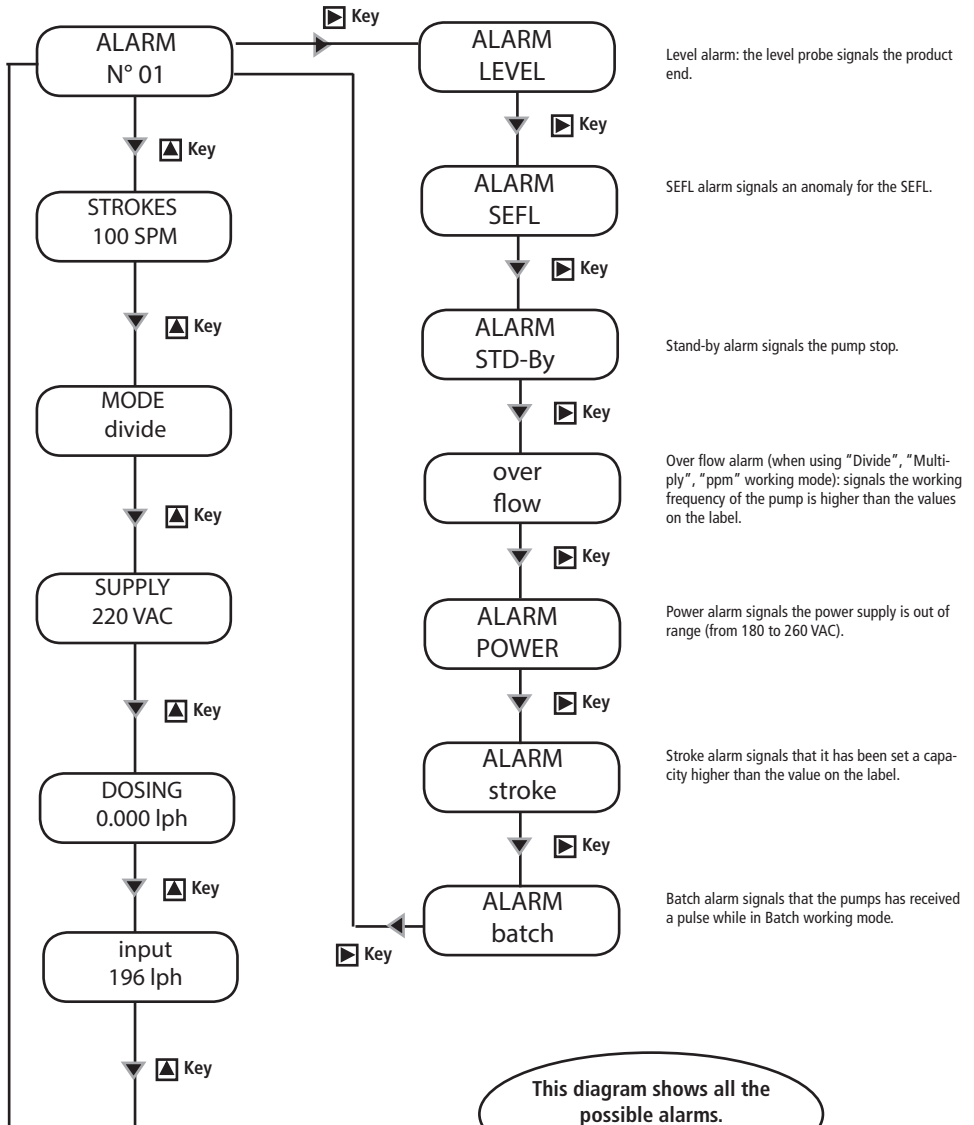 Key
ALARM
N° 01
Key
STROKES
100 SPM
Key
MODE
divide
Key
SUPPLY
220 VAC
Key
DOSING
0.000 lph
Key
input
196 lph
Key
ALARM
LEVEL
Level alarm: the level probe signals the product
end.
Key
ALARM
SEFL
SEFL alarm signals an anomaly for the SEFL.
Key
ALARM
STD-By
Stand-by alarm signals the pump stop.
Key
over
flow
Over flow alarm (when using “Divide”, “Multi-
ply”, “ppm” working mode): signals the working
frequency of the pump is higher than the values
on the label.
Key
ALARM
POWER
Power alarm signals the power supply is out of
range (from 180 to 260 VAC).
Key
ALARM
stroke
Stroke alarm signals that it has been set a capa-
city higher than the value on the label.
Key
ALARM
batch
Batch alarm signals that the pumps has received
a pulse while in Batch working mode.
Key
This diagram shows all the
possible alarms.